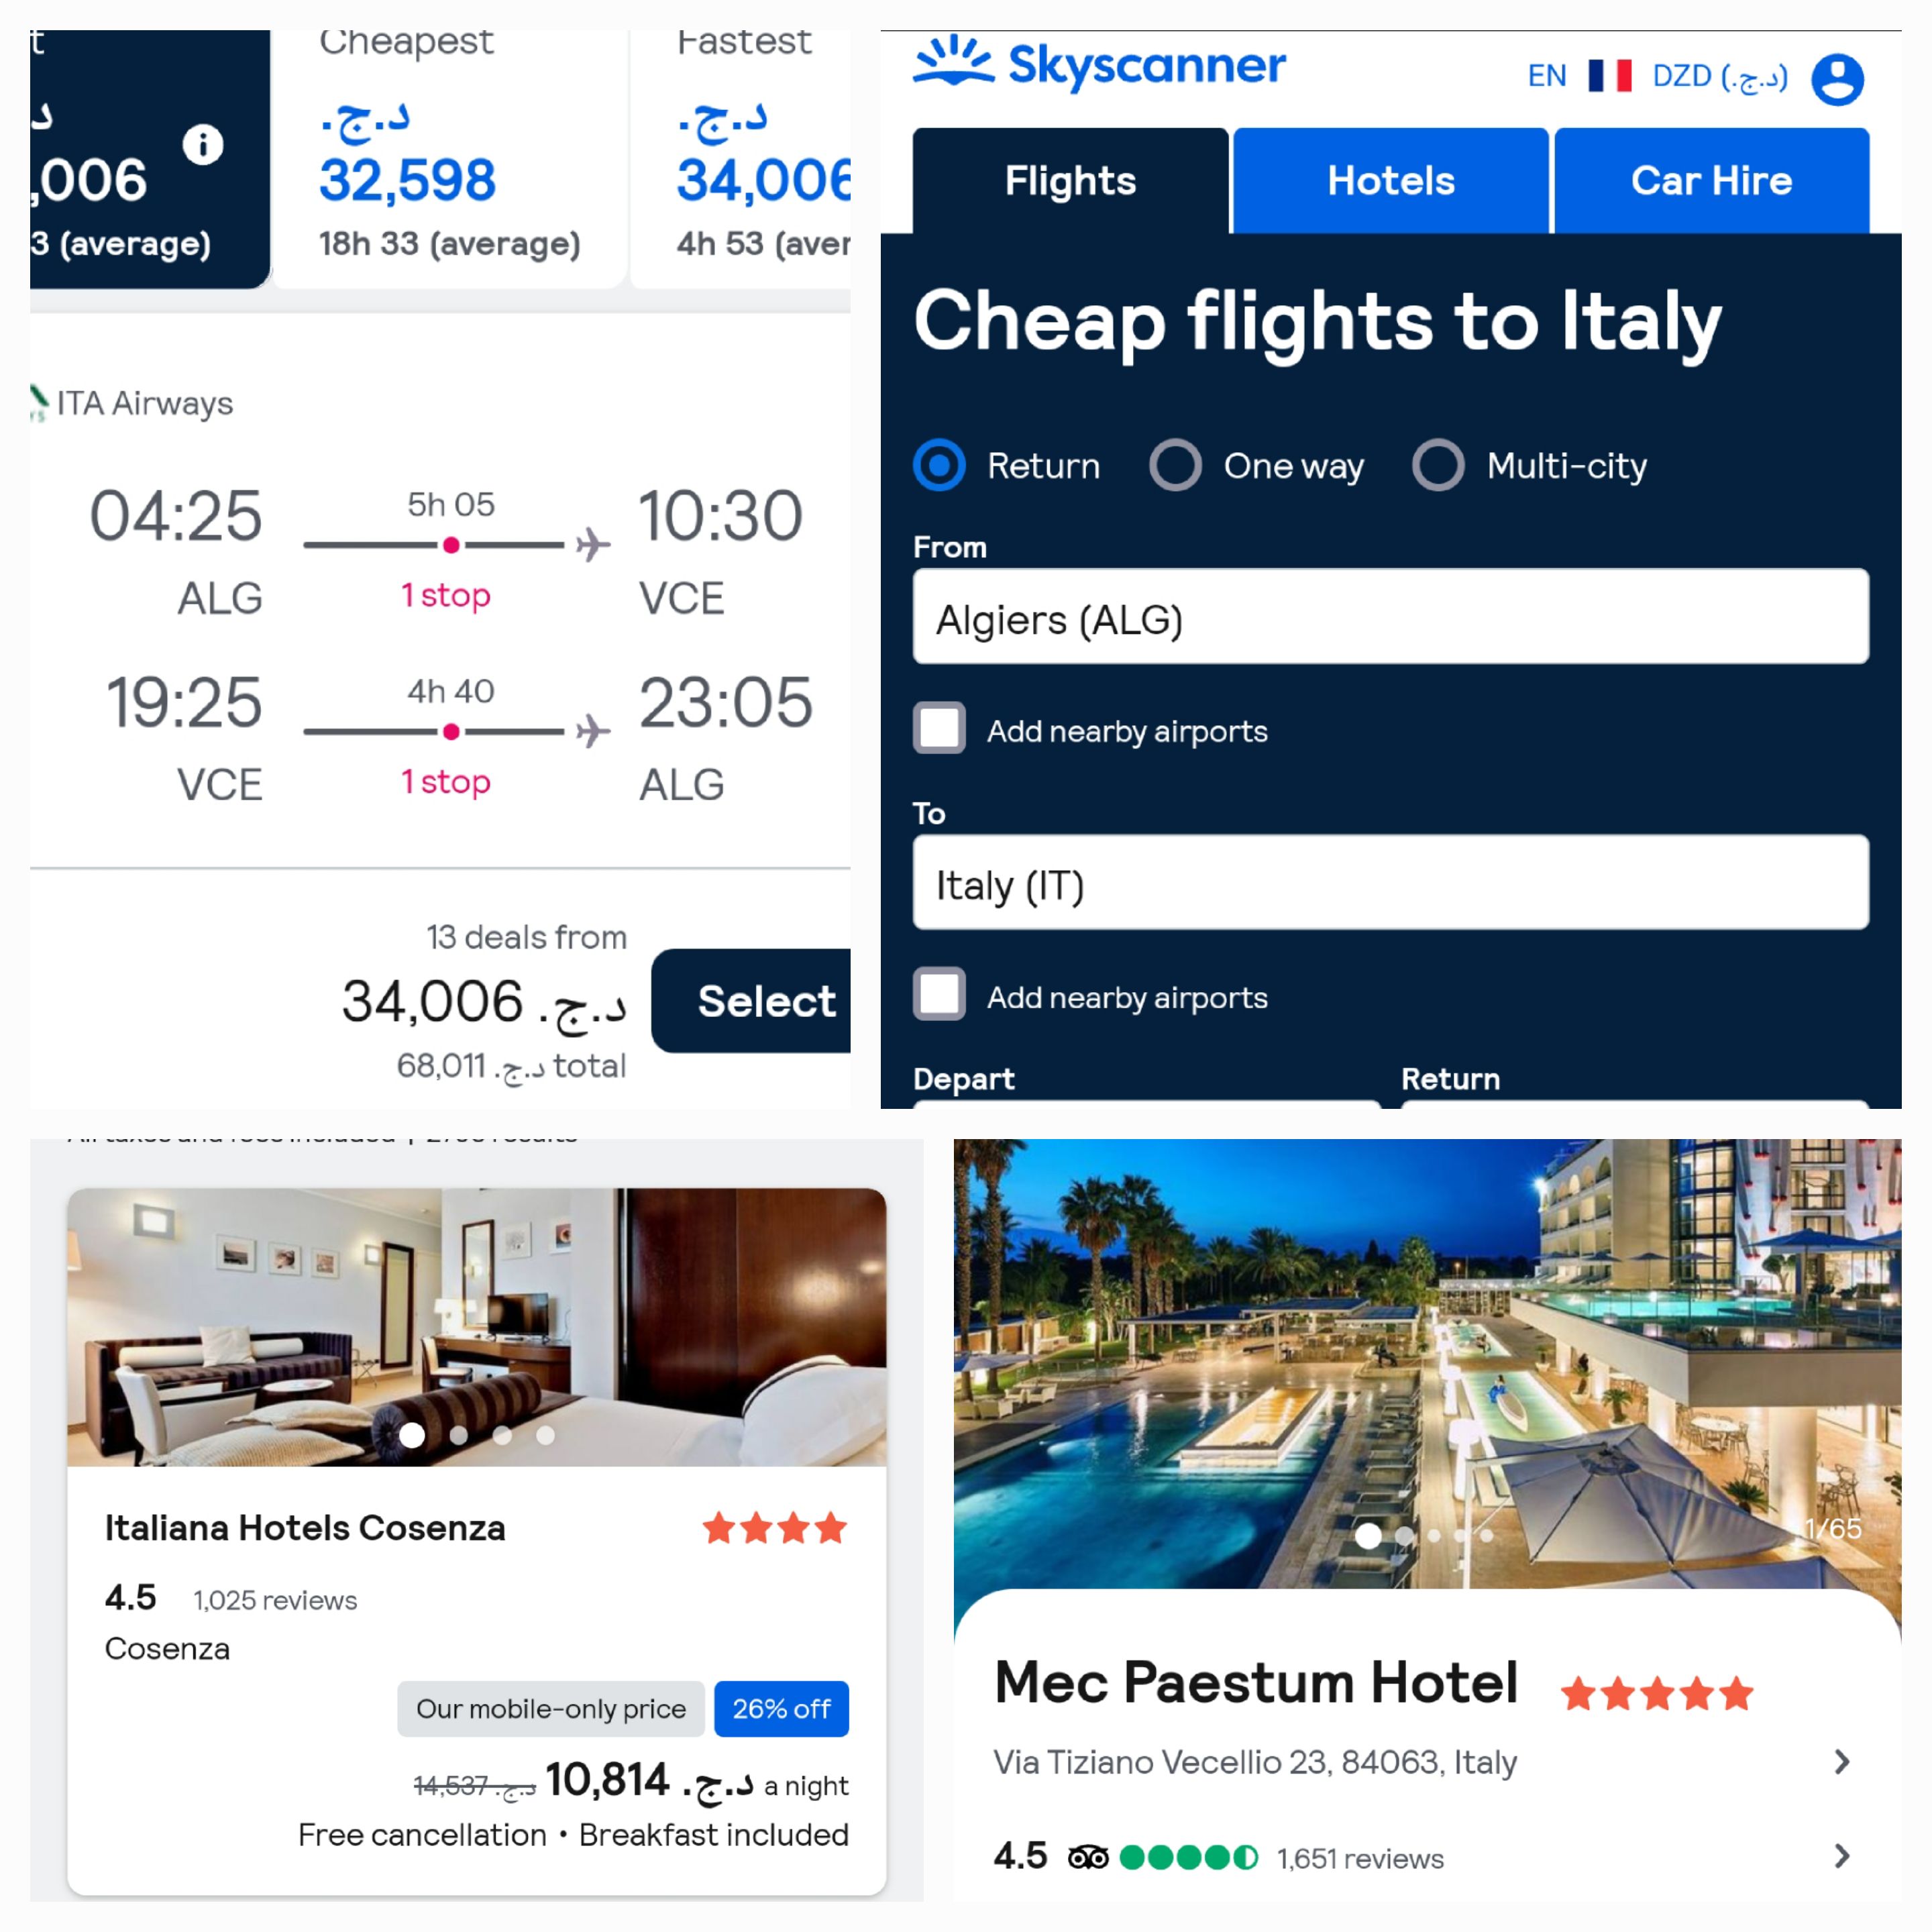 t
Cheapest
Fastest
د
د.ج.
د.ج.
,006
32,598
34,006
3 (average)
18h 33 (average)
4h 53 (aver
ITA Airways
04:25
5h 05
10:30
ALG
1 stop
VCE
19:25
4h 40
23:05
VCE
1 stop
ALG
13 deals from
34,006 د.ج.
Select
68,011 د.ج. total
Skyscanner
EN
DZD (د.ج.)
Flights
Hotels
Car Hire
Cheap flights to Italy
Return
One way
Multi-city
From
Algiers (ALG)
Add nearby airports
To
Italy (IT)
Add nearby airports
Depart
Return
Italiana Hotels Cosenza
4.5
1,025 reviews
Cosenza
Our mobile-only price
26% off
14,537 د.ج. 10,814 د.ج. a night
Free cancellation • Breakfast included
1/65
Mec Paestum Hotel
Via Tiziano Vecellio 23, 84063, Italy
4.5
1,651 reviews